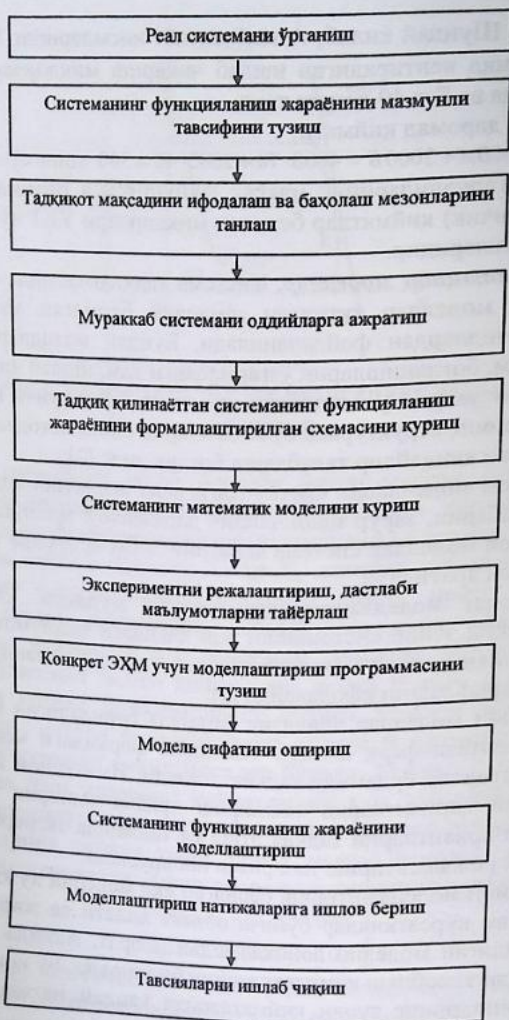 Реал системани ўрганиш
Системанинг функцияланиш жараёнини мазмунли
тавсифини тузиш
Тадқиқот мақсадини ифодалаш ва баҳолаш мезонларини
танлаш
Мураккаб системани оддийларга ажратиш
Тадқиқ қилинаётган системанинг функцияланиш
жараёнини формаллаштирилган схемасини қуриш
Системанинг математик моделини қуриш
Экспериментни режалаштириш, дастлаби
маълумотларни тайёрлаш
Конкрет ЭҲМ учун моделлаштириш программасини
тузиш
Модель сифатини ошириш
Системанинг функцияланиш жараёнини
моделлаштириш
Моделлаштириш натижаларига ишлов бериш
Тавсияларни ишлаб чиқиш